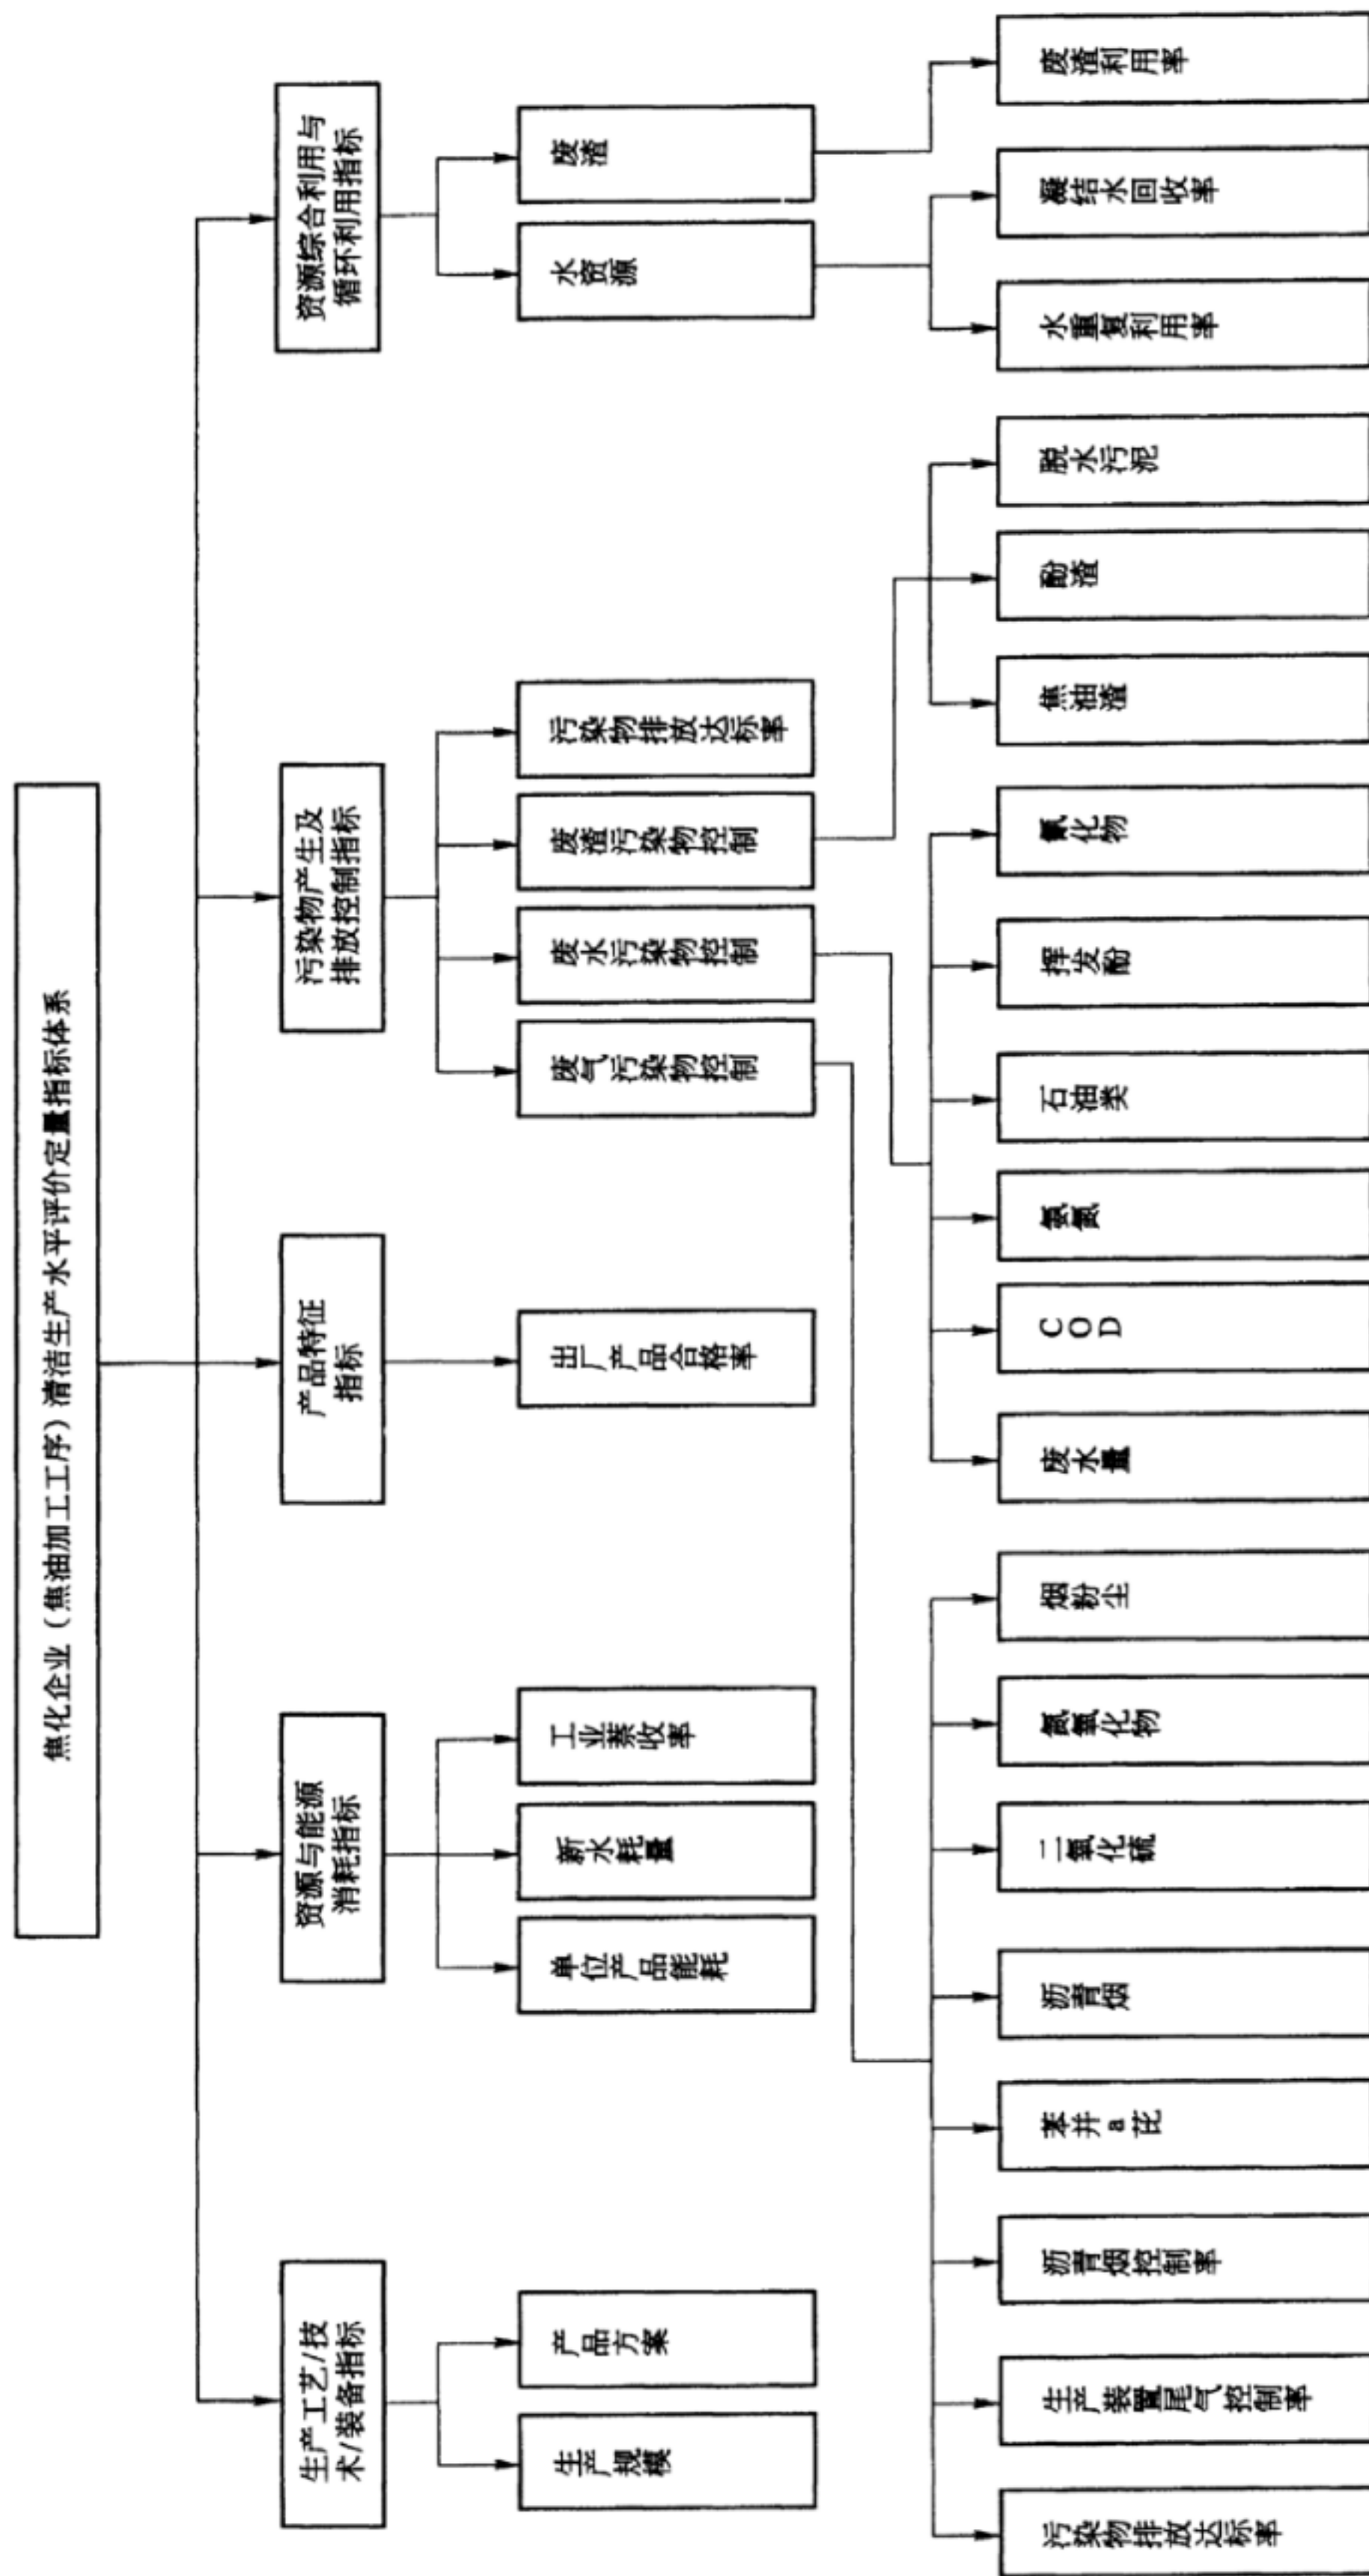 焦化企业（焦油加工工序）清洁生产水平评价定量指标体系
生产工艺/技
术/装备指标
资源与能源
消耗指标
产品特征
指标
污染物产生及
排放控制指标
资源综合利用与
循环利用指标
生产规模
产品方案
单位产品能耗
新水耗量
工业萘收率
出厂产品合格率
废气污染物控制
废水污染物控制
废渣污染物控制
污染物排放达标率
水资源
废渣
污染物排放达标率
生产装置尾气控制率
沥青烟控制率
苯并a芘
沥青烟
二氧化硫
氮氧化物
烟粉尘
废水量
COD
氨氮
石油类
挥发酚
氰化物
焦油渣
酚渣
脱水污泥
水重复利用率
凝结水回收率
废渣利用率